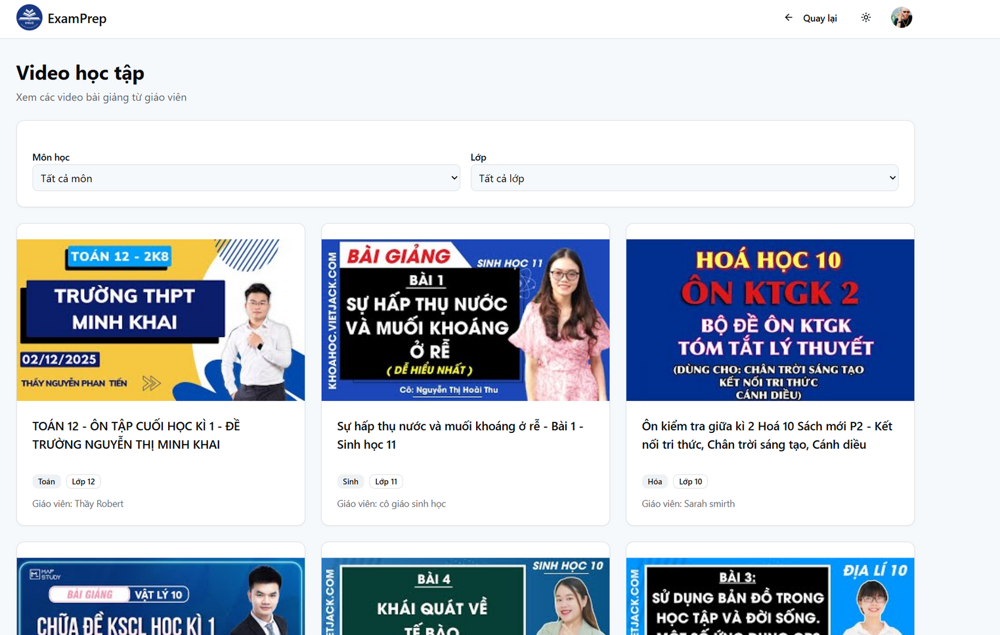 HNUE
ExamPrep
Quay lại
Video học tập
Xem các video bài giảng từ giáo viên
Môn học
Lớp
Tất cả môn
Tất cả lớp
TOÁN 12 - 2K8
TRƯỜNG THPT
MINH KHAI
02/12/2025
THẦY NGUYỄN PHAN TIẾN
KHOAHOC.VIETJACK.COM
BÀI GIẢNG
SINH HỌC 11
BÀI 1
SỰ HẤP THỤ NƯỚC
VÀ MUỐI KHOÁNG
Ở RỄ
( DỄ HIỂU NHẤT )
Cô: Nguyễn Thị Hoài Thu
HOÁ HỌC 10
ÔN KTGK 2
BỘ ĐỀ ÔN KTGK
TÓM TẮT LÝ THUYẾT
(DÙNG CHO: CHÂN TRỜI SÁNG TẠO
KẾT NỐI TRI THỨC
CÁNH DIỀU)
TOÁN 12 - ÔN TẬP CUỐI HỌC KÌ 1 - ĐỀ
TRƯỜNG NGUYỄN THỊ MINH KHAI
Toán
Lớp 12
Giáo viên: Thầy Robert
Sự hấp thụ nước và muối khoáng ở rễ - Bài 1 -
Sinh học 11
Sinh
Lớp 11
Giáo viên: cô giáo sinh học
Ôn kiểm tra giữa kì 2 Hoá 10 Sách mới P2 - Kết
nối tri thức, Chân trời sáng tạo, Cánh diều
Hóa
Lớp 10
Giáo viên: Sarah smirth
MAP
STUDY
BÀI GIẢNG
VẬT LÝ 10
CHỮA ĐỀ KSCL HỌC KÌ 1
ETJACK.COM
SINH HỌC 10
BÀI 4
KHÁI QUÁT VỀ
TẾ BÀO
IETJACK.COM
ĐỊA LÍ 10
BÀI 3:
SỬ DỤNG BẢN ĐỒ TRONG
HỌC TẬP VÀ ĐỜI SỐNG.
MỘT SỐ ỨNG DỤNG GPS